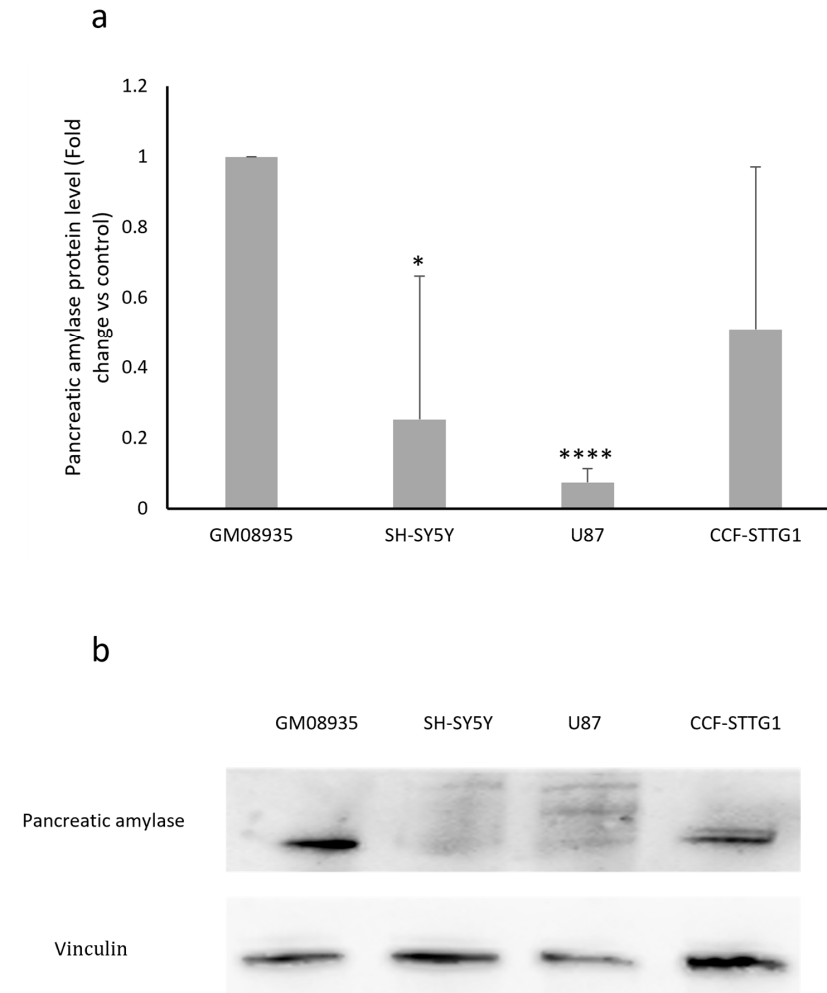 a
Pancreatic amylase protein level (Fold
change vs control)
1.2
1
0.8
0.6
0.4
0.2
0
*
****
GM08935 SH-SY5Y U87 CCF-STTG1
b
GM08935 SH-SY5Y U87 CCF-STTG1
Pancreatic amylase
Vinculin